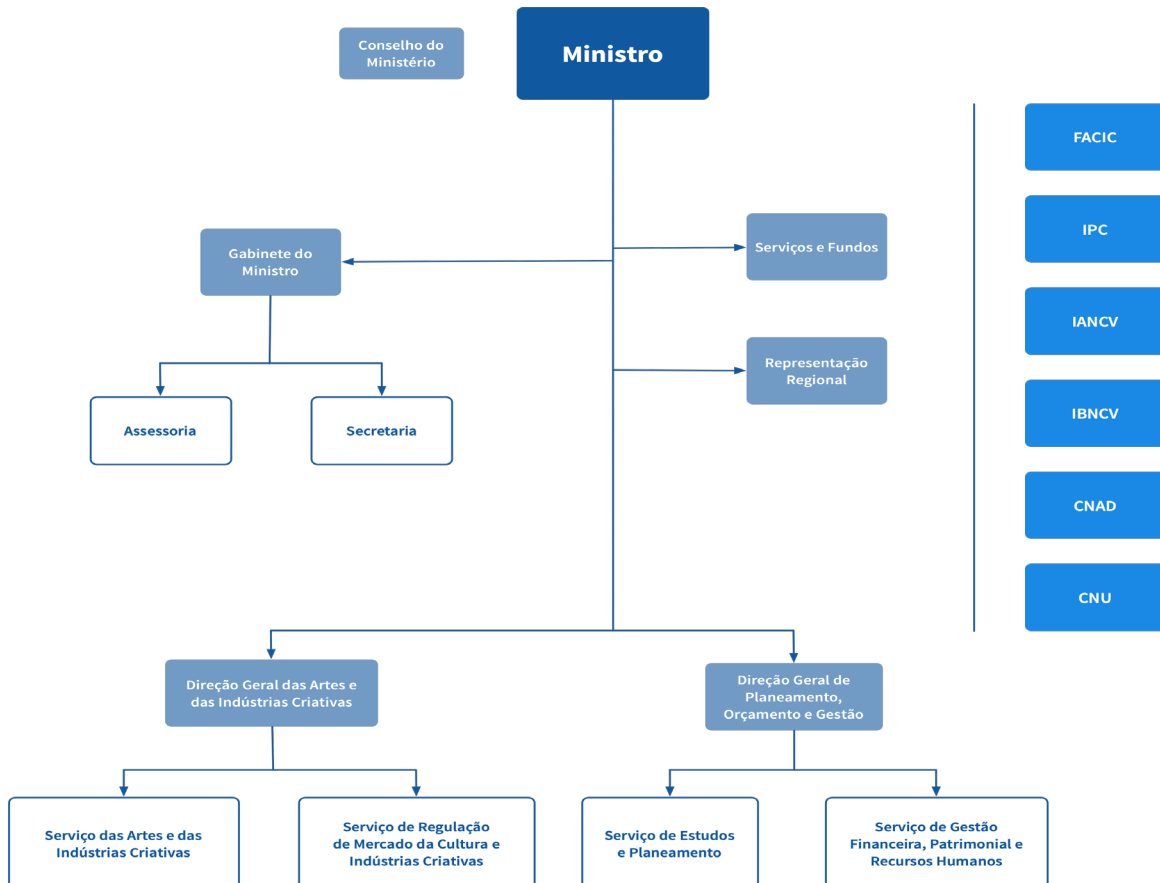 Conselho do
Ministério
Ministro
FACIC
IPC
IANCV
IBNCV
CNAD
CNU
Gabinete do
Ministro
Serviços e Fundos
Representação
Regional
Assessoria
Secretaria
Direção Geral das Artes e
das Indústrias Criativas
Direção Geral de
Planeamento,
Orçamento e Gestão
Serviço das Artes e das
Indústrias Criativas
Serviço de Regulação
de Mercado da Cultura e
Indústrias Criativas
Serviço de Estudos
e Planeamento
Serviço de Gestão
Financeira, Patrimonial e
Recursos Humanos